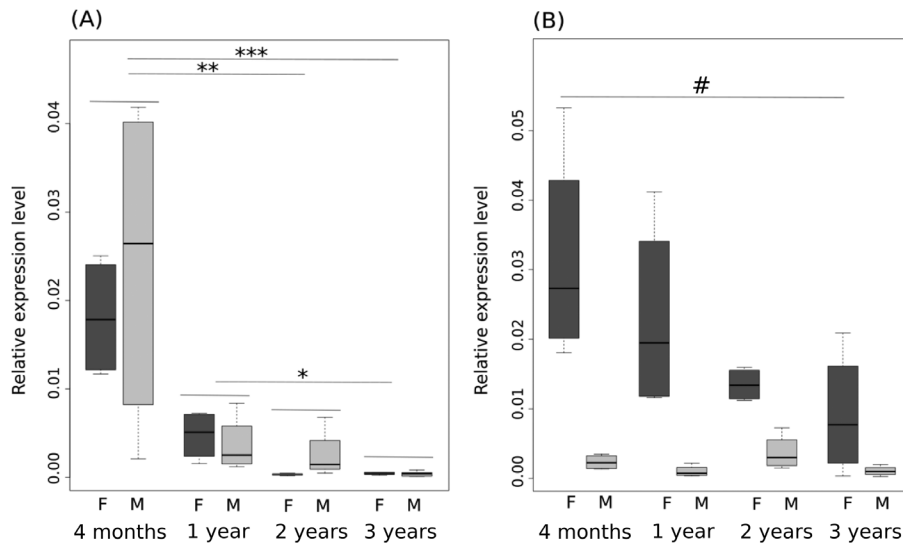 (A)
Relative expression level
0.04
0.03
0.02
0.01
0.00
***
**
*
F M F M F M F M
4 months 1 year 2 years 3 years
(B)
Relative expression level
0.05
0.04
0.03
0.02
0.01
0.00
#
F M F M F M F M
4 months 1 year 2 years 3 years